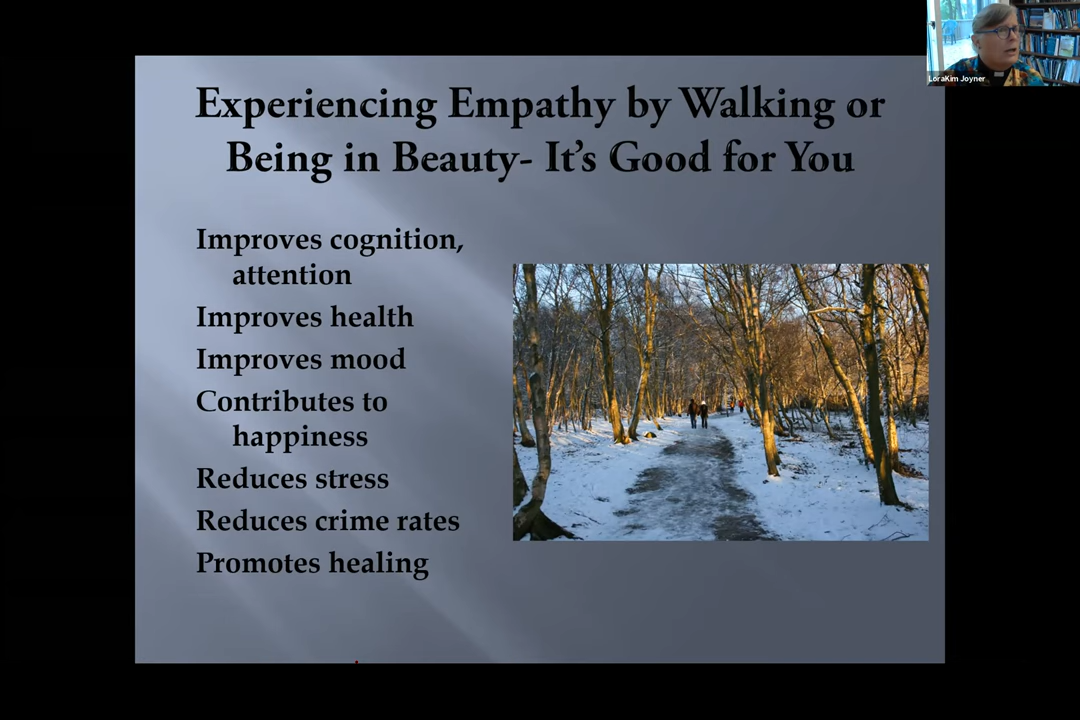 LoraKim Joyner
Experiencing Empathy by Walking or
Being in Beauty- It’s Good for You
Improves cognition,
attention
Improves health
Improves mood
Contributes to
happiness
Reduces stress
Reduces crime rates
Promotes healing